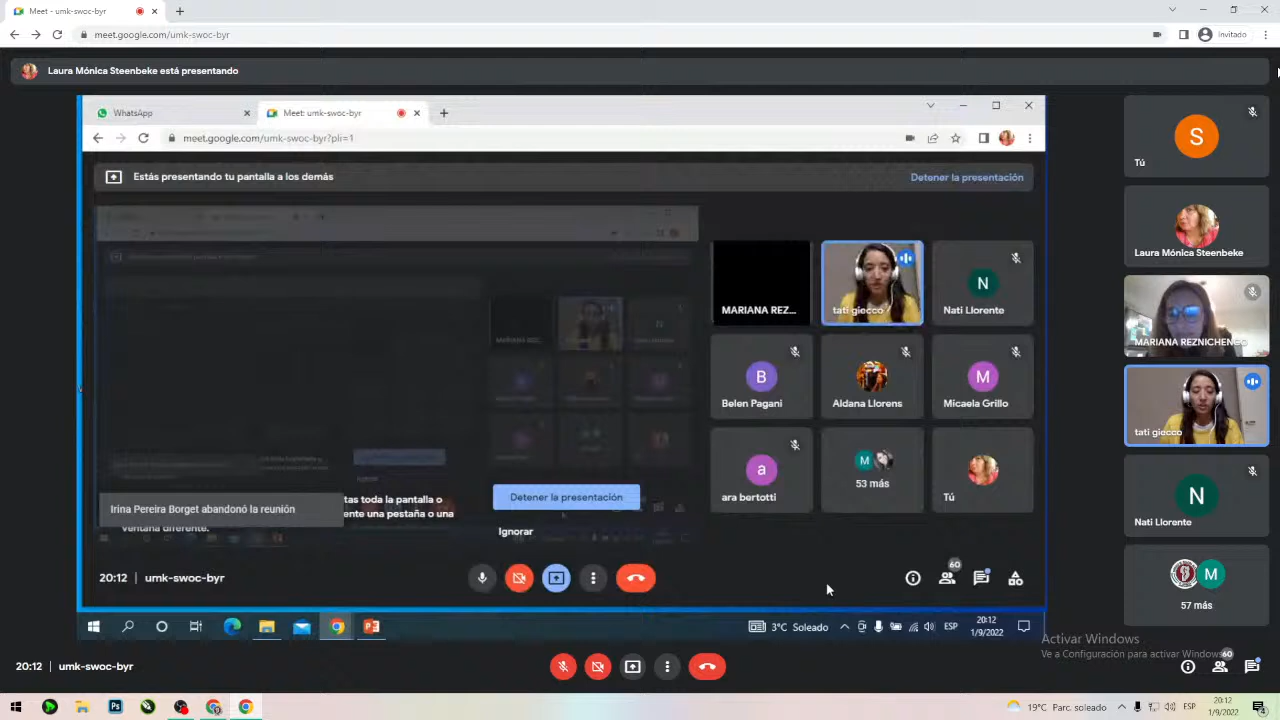 Meet - umk-swoc-byr
meet.google.com/umk-swoc-byr
Invitado
Laura Mónica Steenbeke está presentando
WhatsApp
Meet: umk-swoc-byr
meet.google.com/umk-swoc-byr?pli=1
Estás presentando tu pantalla a los demás
Detener la presentación
MARIANA REZ...
tati giecco
Nati Llorente
B
Belen Pagani
Aldana Llorens
M
Micaela Grillo
a
ara bertotti
M
53 más
Tú
N
Irina Pereira Borget abandonó la reunión
tas toda la pantalla o
ente una pestaña o una
ventana diferente.
Detener la presentación
Ignorar
20:12
umk-swoc-byr
60
3°C Soleado
ESP
20:12
1/9/2022
S
Tú
Laura Mónica Steenbeke
MARIANA REZNICHENCO
tati giecco
N
Nati Llorente
M
57 más
Activar Windows
Ve a Configuración para activar Windows
20:12
umk-swoc-byr
60
Ps
19°C Parc. soleado
ESP
20:12
1/9/2022
4